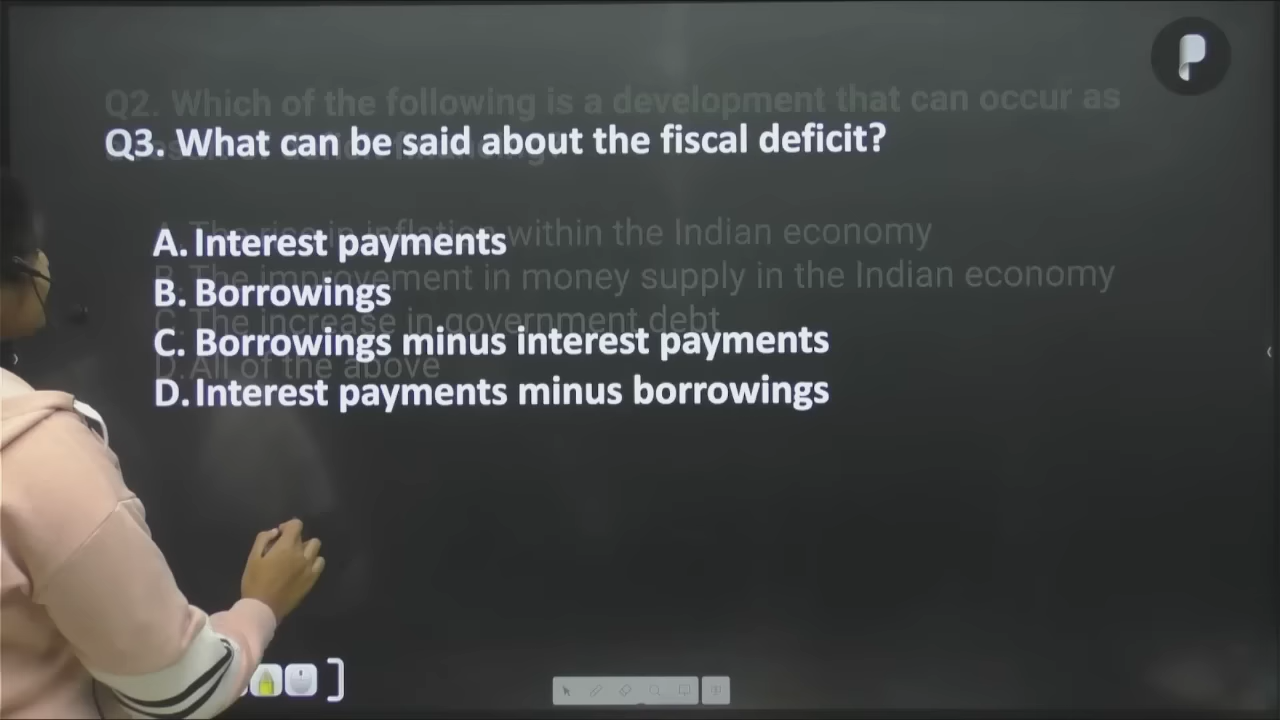 Q2. Which of the following is a development that can occur as
Q3. What can be said about the fiscal deficit?
The rise in inflation within the Indian economy
A. Interest payments
B. The improvement in money supply in the Indian economy
B. Borrowings
C. The increase in government debt
C. Borrowings minus interest payments
D. All of the above
D. Interest payments minus borrowings